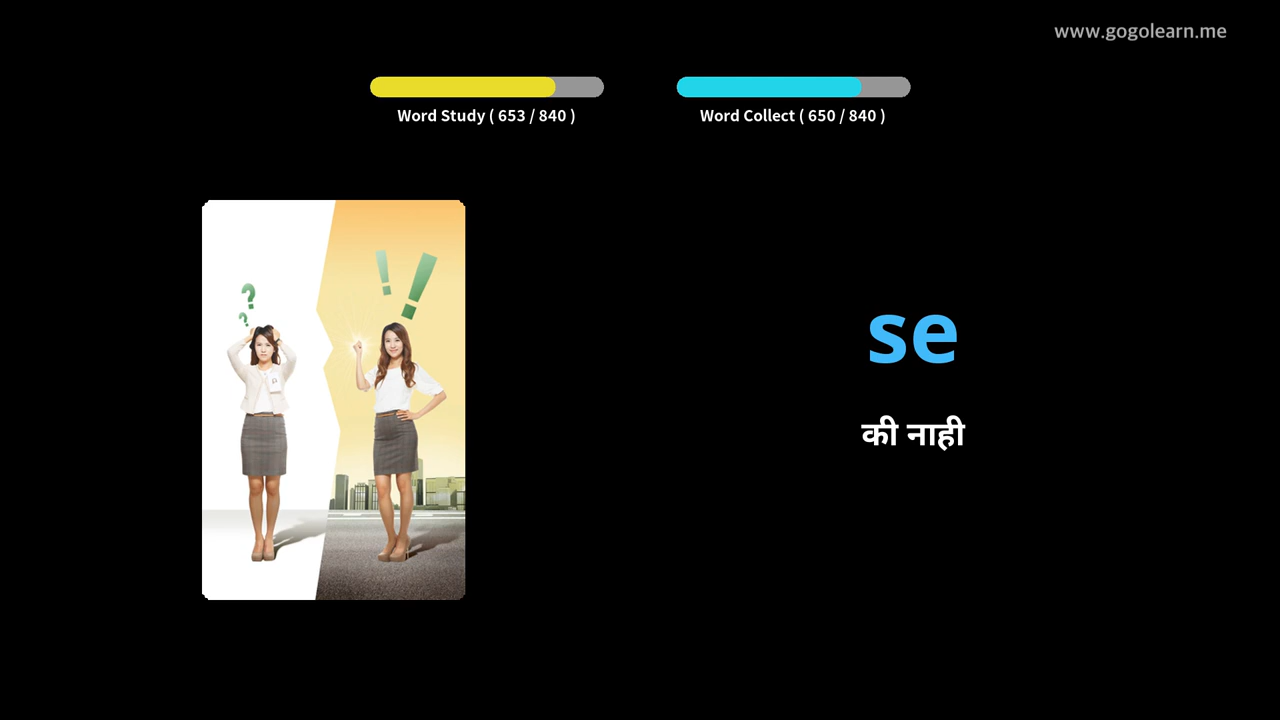 www.gogolearn.me
Word Study ( 653 / 840 )
Word Collect ( 650 / 840 )
? ?
! !
se
की नाही